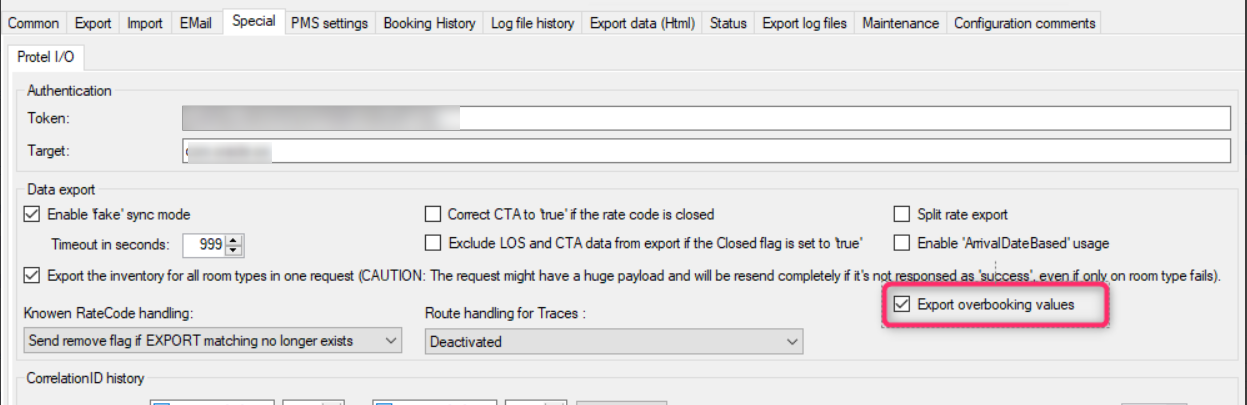 Common Export Import EMail Special PMS settings Booking History Log file history Export data (Html) Status Export log files Maintenance Configuration comments
Protel I/O
Authentication
Token:
Target:
Data export
Enable 'fake' sync mode Correct CTA to 'true' if the rate code is closed Split rate export
Timeout in seconds: 999 Exclude LOS and CTA data from export if the Closed flag is set to 'true' Enable 'ArrivalDateBased' usage
Export the inventory for all room types in one request (CAUTION: The request might have a huge payload and will be resend completely if it's not responsed as 'success', even if only on room type fails).
Export overbooking values
Knowen RateCode handling: Route handling for Traces :
Send remove flag if EXPORT matching no longer exists Deactivated
CorrelationID history